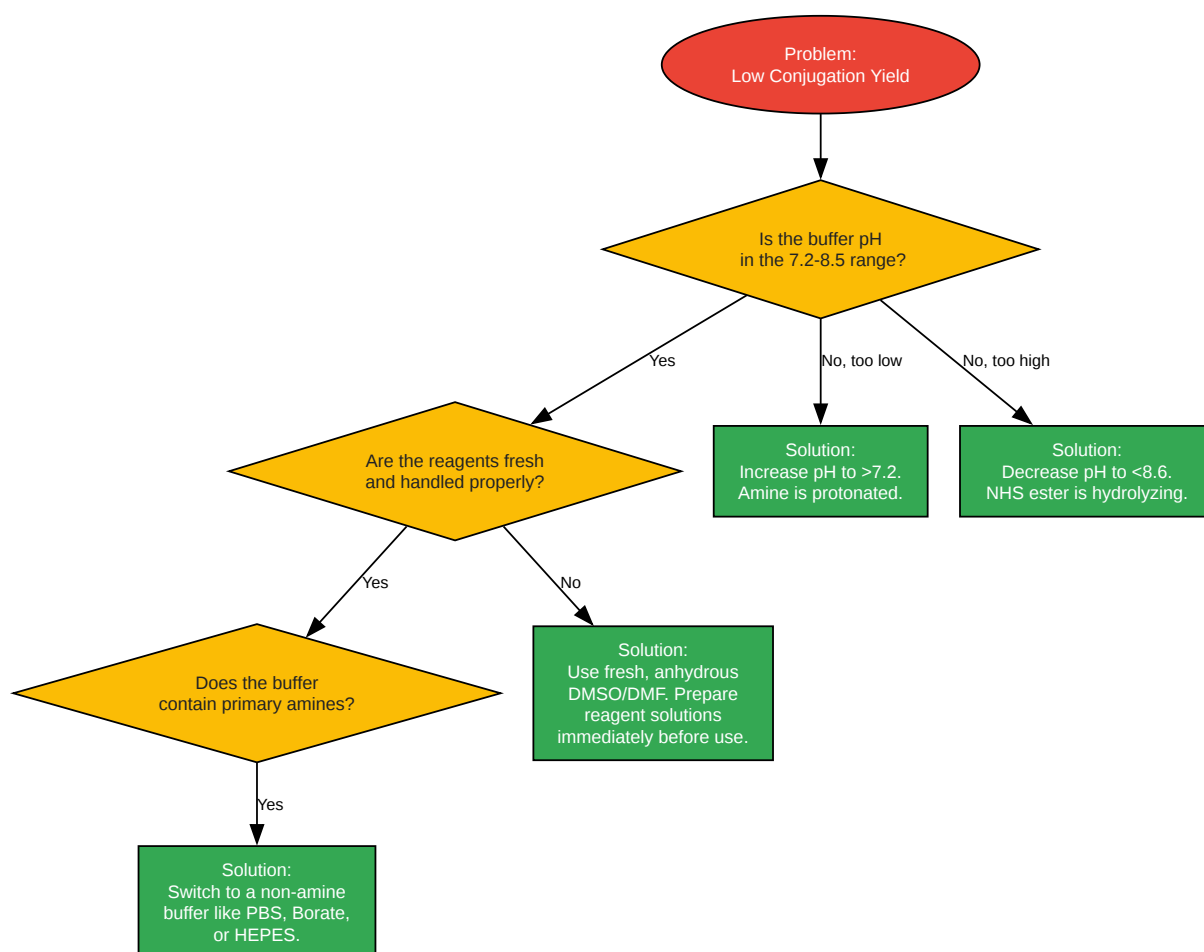 Problem:
Low Conjugation Yield
Is the buffer pH
in the 7.2-8.5 range?
Yes
No, too low
No, too high
Are the reagents fresh
and handled properly?
Solution:
Increase pH to >7.2.
Amine is protonated.
Solution:
Decrease pH to <8.6.
NHS ester is hydrolyzing.
Yes
No
Does the buffer
contain primary amines?
Solution:
Use fresh, anhydrous
DMSO/DMF. Prepare
reagent solutions
immediately before use.
Yes
Solution:
Switch to a non-amine
buffer like PBS, Borate,
or HEPES.